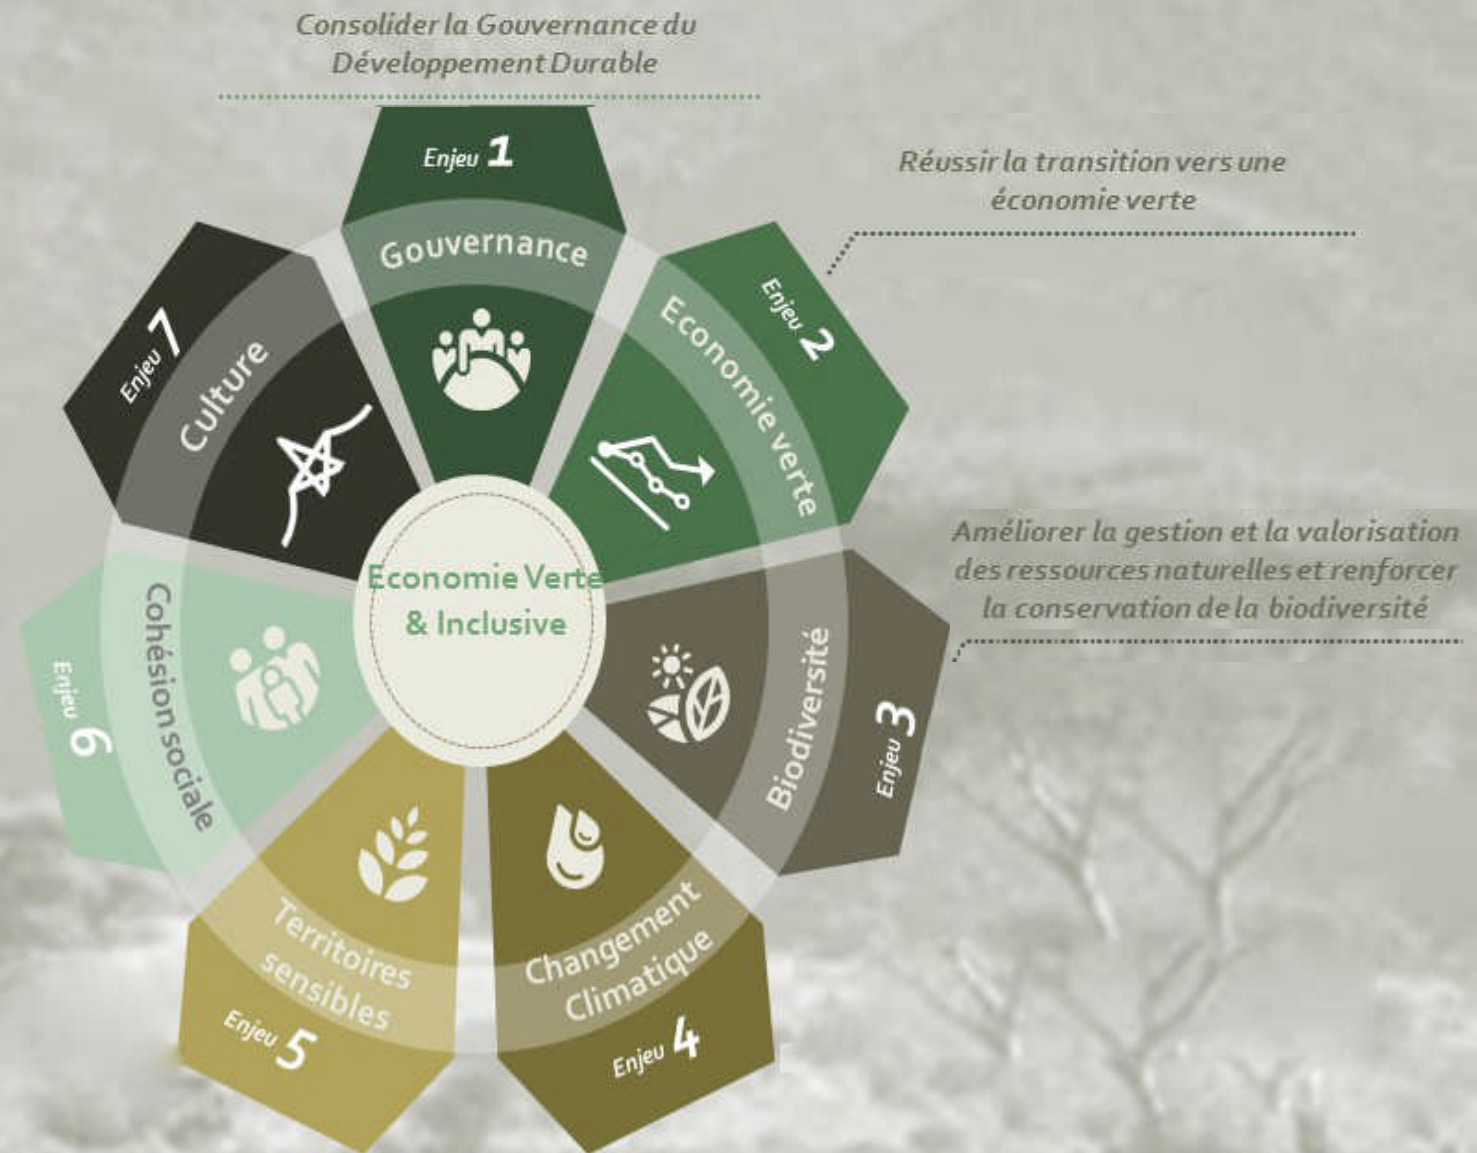 Consolider la Gouvernance du
Développement Durable
Enjeu 1
Gouvernance
Réussir la transition vers une
économie verte
Enjeu 2
Economie verte
Améliorer la gestion et la valorisation
des ressources naturelles et renforcer
la conservation de la biodiversité
Enjeu 3
Biodiversité
Changement
Climatique
Enjeu 4
Territoires
sensibles
Enjeu 5
Cohésion sociale
Enjeu 6
Culture
Enjeu 7
Economie Verte
& Inclusive